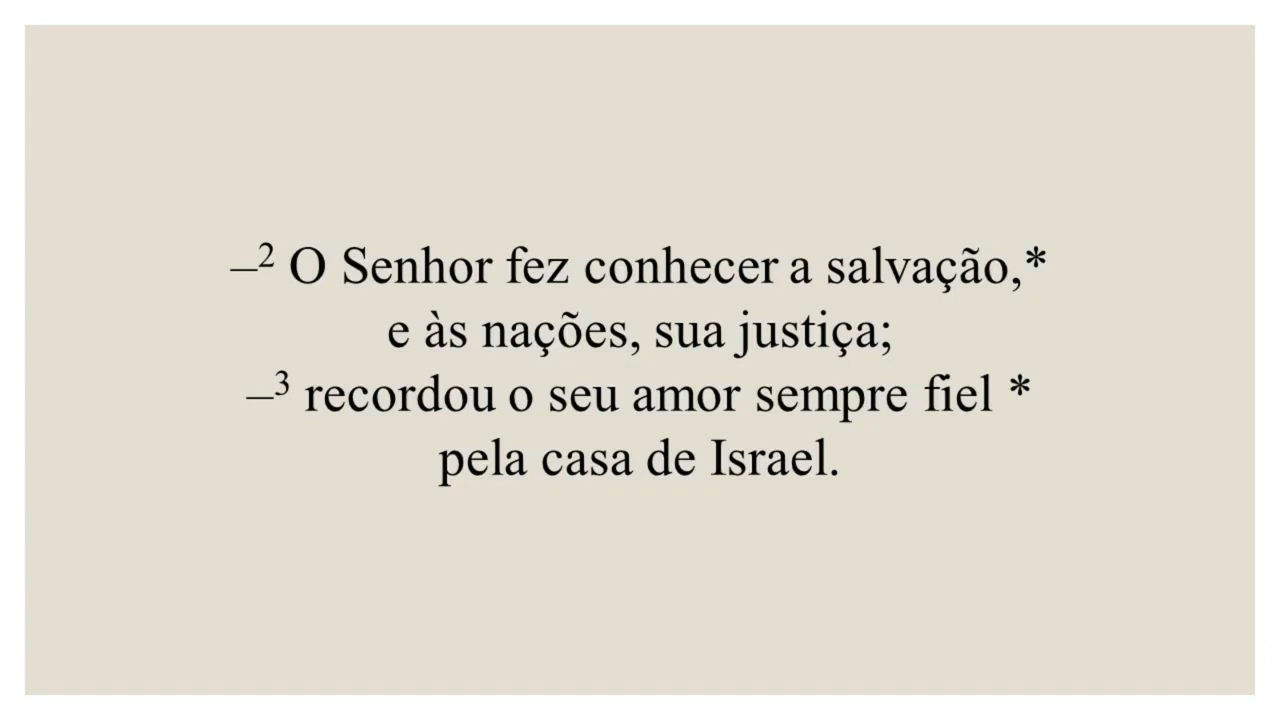 –² O Senhor fez conhecer a salvação,*
e às nações, sua justiça;
–³ recordou o seu amor sempre fiel *
pela casa de Israel.